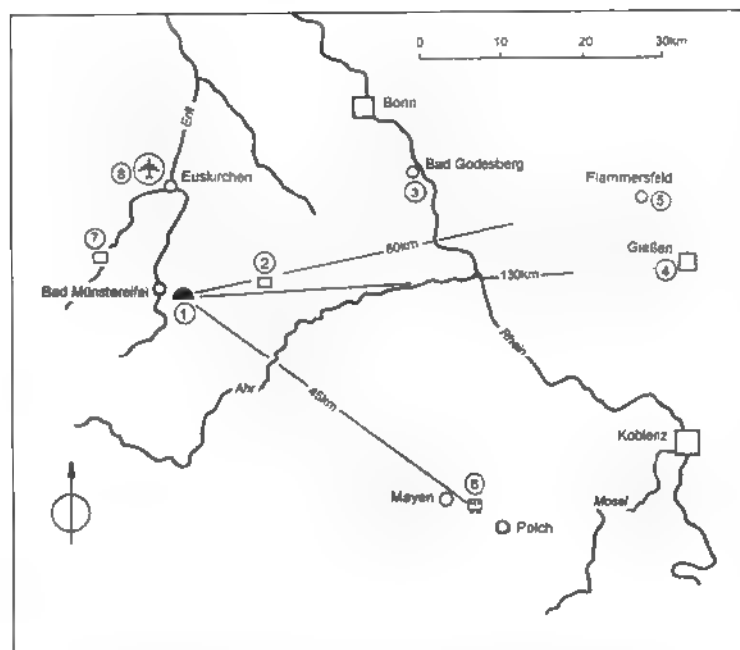 0 10 20 30km
Bonn
Erft
Bad Godesberg
3
8
Euskirchen
Flammersfeld
5
7
2
60km
Gießen
4
130km
Bad Münstereifel
1
Rhein
Ahr
45km
Koblenz
6
Mayen
Mosel
Polch